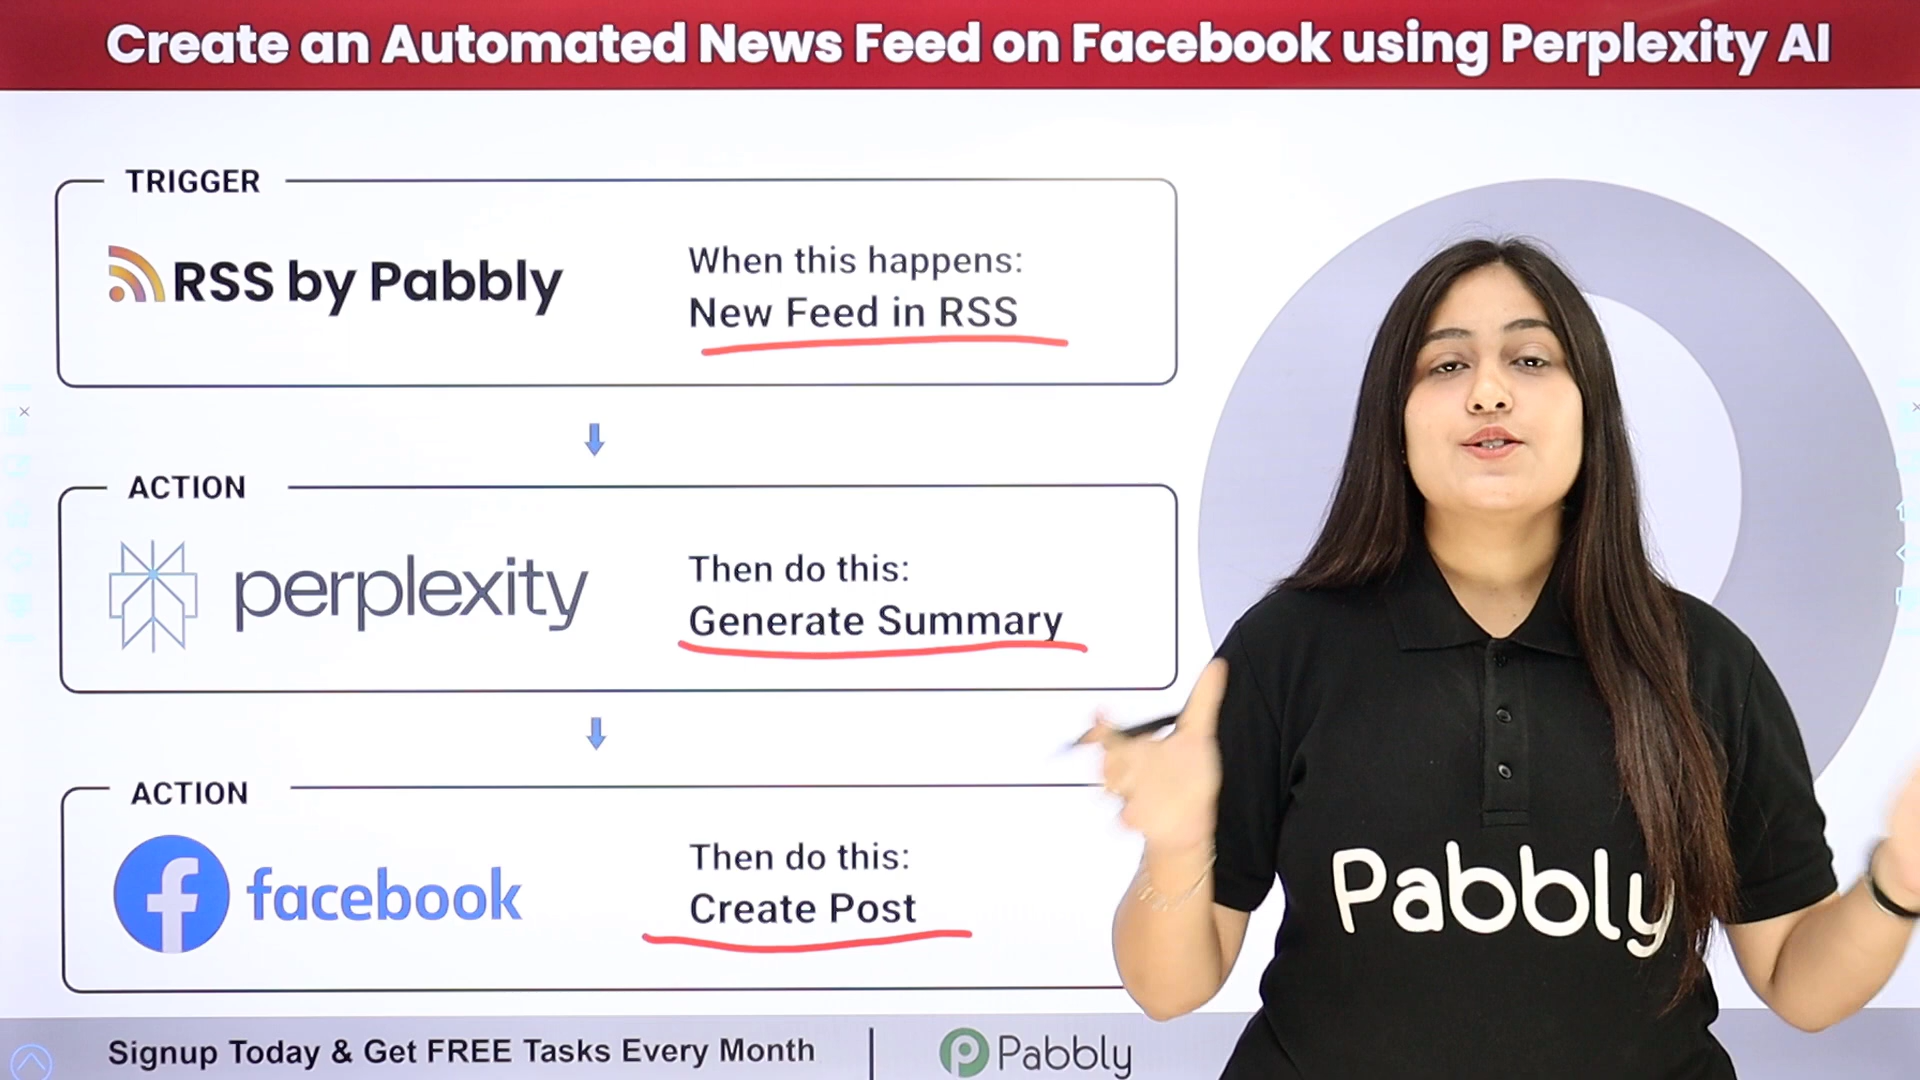 Create an Automated News Feed on Facebook using Perplexity AI
TRIGGER
RSS by Pabbly
When this happens:
New Feed in RSS
ACTION
perplexity
Then do this:
Generate Summary
ACTION
facebook
Then do this:
Create Post
Pabbly
Signup Today & Get FREE Tasks Every Month
Pabbly